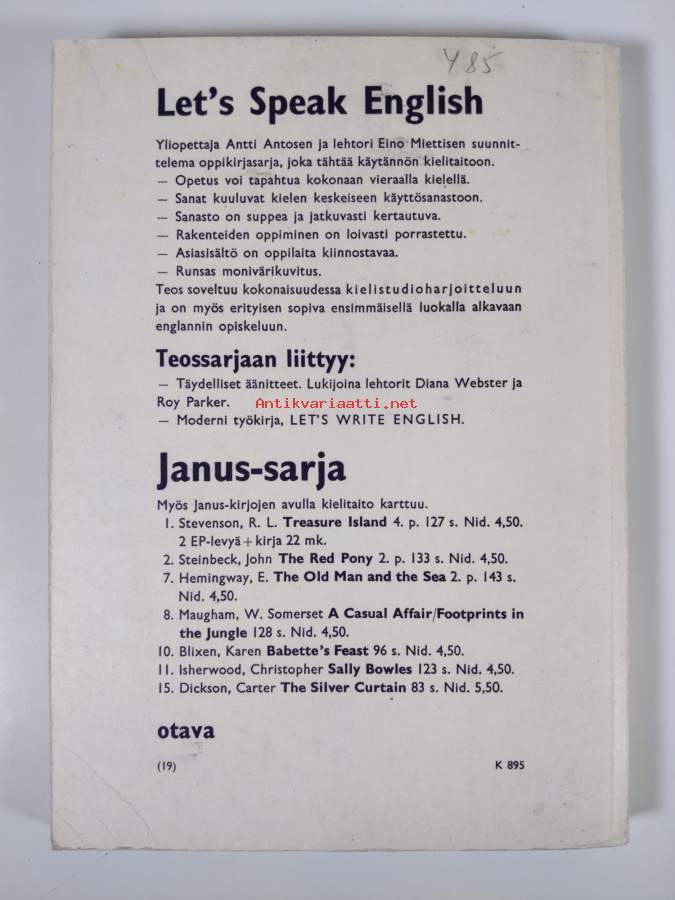 Y 85
Let's Speak English
Yliopettaja Antti Antosen ja lehtori Eino Miettisen suunnit-
telema oppikirjasarja, joka tähtää käytännön kielitaitoon.
— Opetus voi tapahtua kokonaan vieraalla kielellä.
— Sanat kuuluvat kielen keskeiseen käyttösanastoon.
— Sanasto on suppea ja jatkuvasti kertautuva.
— Rakenteiden oppiminen on loivasti porrastettu.
— Asiasisältö on oppilaita kiinnostavaa.
— Runsas monivärikuvitus.
Teos soveltuu kokonaisuudessa kielistudioharjoitteluun
ja on myös erityisen sopiva ensimmäisellä luokalla alkavaan
englannin opiskeluun.
Teossarjaan liittyy:
— Täydelliset äänitteet. Lukijoina lehtorit Diana Webster ja
Roy Parker.
Antikvariaatti.net
— Moderni työkirja, LET'S WRITE ENGLISH.
Janus-sarja
Myös Janus-kirjojen avulla kielitaito karttuu.
1. Stevenson, R. L. Treasure Island 4. p. 127 s. Nid. 4,50.
2 EP-levyä + kirja 22 mk.
2. Steinbeck, John The Red Pony 2. p. 133 s. Nid. 4,50.
7. Hemingway, E. The Old Man and the Sea 2. p. 143 s.
Nid. 4,50.
8. Maugham, W. Somerset A Casual Affair/Footprints in
the Jungle 128 s. Nid. 4,50.
10. Blixen, Karen Babette's Feast 96 s. Nid. 4,50.
11. Isherwood, Christopher Sally Bowles 123 s. Nid. 4,50.
15. Dickson, Carter The Silver Curtain 83 s. Nid. 5,50.
otava
(19) K 895